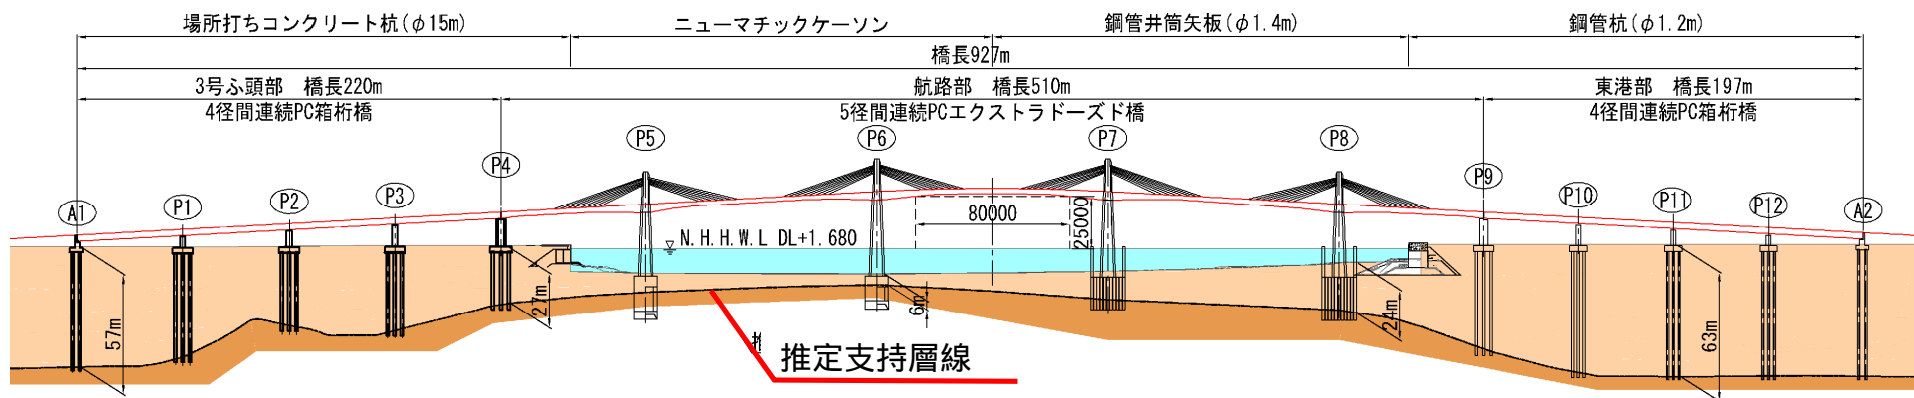 場所打ちコンクリート杭(φ15m)
ニューマチックケーソン
鋼管井筒矢板(φ1.4m)
鋼管杭(φ1.2m)
橋長927m
3号ふ頭部 橋長220m
航路部 橋長510m
東港部 橋長197m
4径間連続PC箱桁橋
5径間連続PCエクストラドーズド橋
4径間連続PC箱桁橋
A1
P1
P2
P3
P4
P5
P6
P7
P8
P9
P10
P11
P12
A2
80000
25000
N.H.H.W.L DL+1.680
57m
27m
6m
24m
63m
推定支持層線